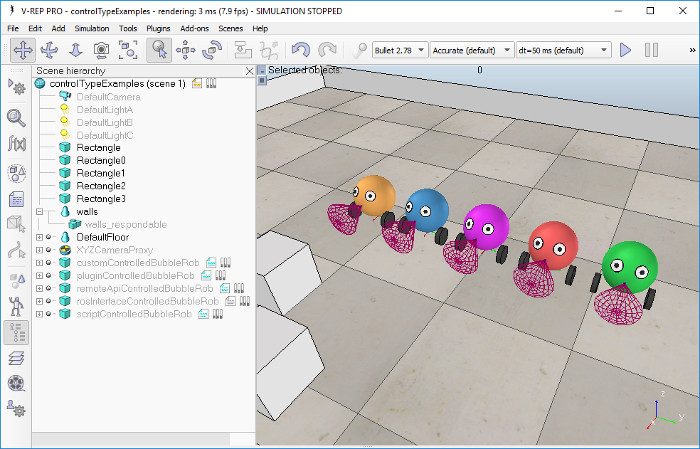 V-REP PRO - controlTypeExamples - rendering: 3 ms (7.9 fps) - SIMULATION STOPPED
File Edit Add Simulation Tools Plugins Add-ons Scenes Help
Bullet 2.78 Accurate (default) dt=50 ms (default) »
Scene hierarchy
Selected objects: 0
controlTypeExamples (scene 1)
DefaultCamera
DefaultLightA
DefaultLightB
DefaultLightC
Rectangle
Rectangle0
Rectangle1
Rectangle2
Rectangle3
walls
walls_respondable
DefaultFloor
XYZCameraProxy
customControlledBubbleRob
pluginControlledBubbleRob
remoteApiControlledBubbleRob
rosInterfaceControlledBubbleRob
scriptControlledBubbleRob
f(x)
z
y
x